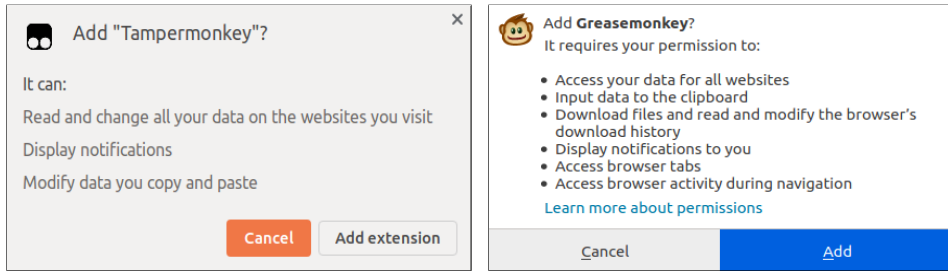 Add "Tampermonkey"?
×
It can:
Read and change all your data on the websites you visit
Display notifications
Modify data you copy and paste
Cancel
Add extension
Add Greasemonkey?
It requires your permission to:
• Access your data for all websites
• Input data to the clipboard
• Download files and read and modify the browser’s
download history
• Display notifications to you
• Access browser tabs
• Access browser activity during navigation
Learn more about permissions
Cancel
Add